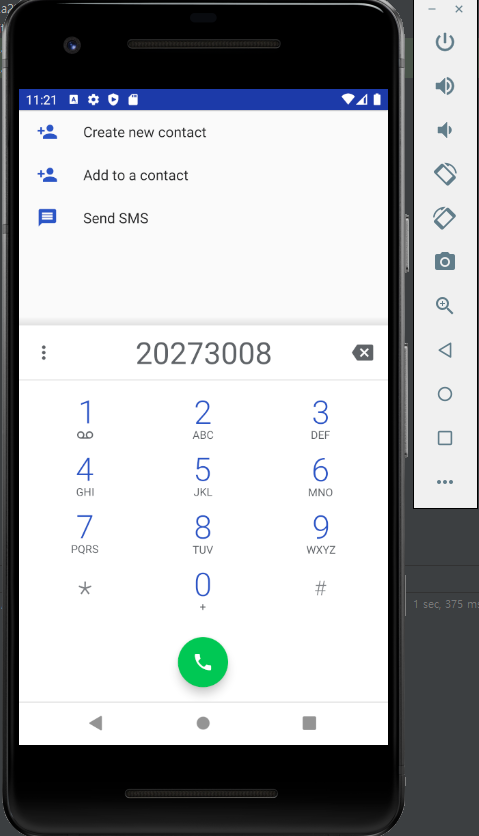 11:21
Create new contact
Add to a contact
Send SMS
20273008
1 2 3
ABC DEF
4 5 6
GHI JKL MNO
7 8 9
PQRS TUV WXYZ
* 0 #
+
1 sec, 375 ms